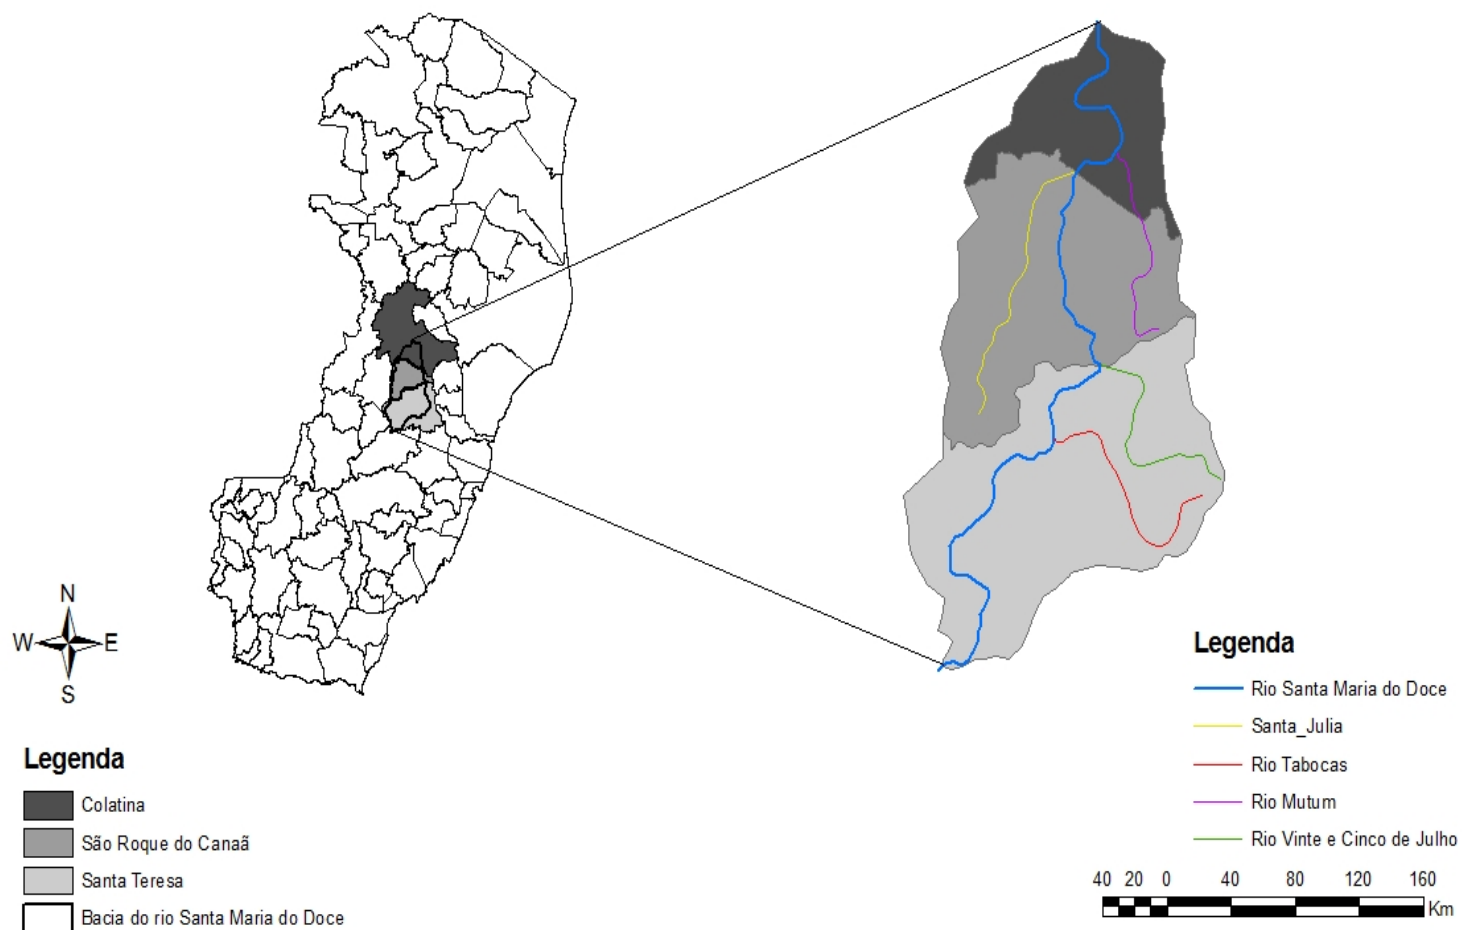 N
W E
S
Legenda
Colatina
São Roque do Canaã
Santa Teresa
Bacia do rio Santa Maria do Doce
Legenda
Rio Santa Maria do Doce
Santa_Julia
Rio Tabocas
Rio Mutum
Rio Vinte e Cinco de Julho
40 20 0 40 80 120 160
Km